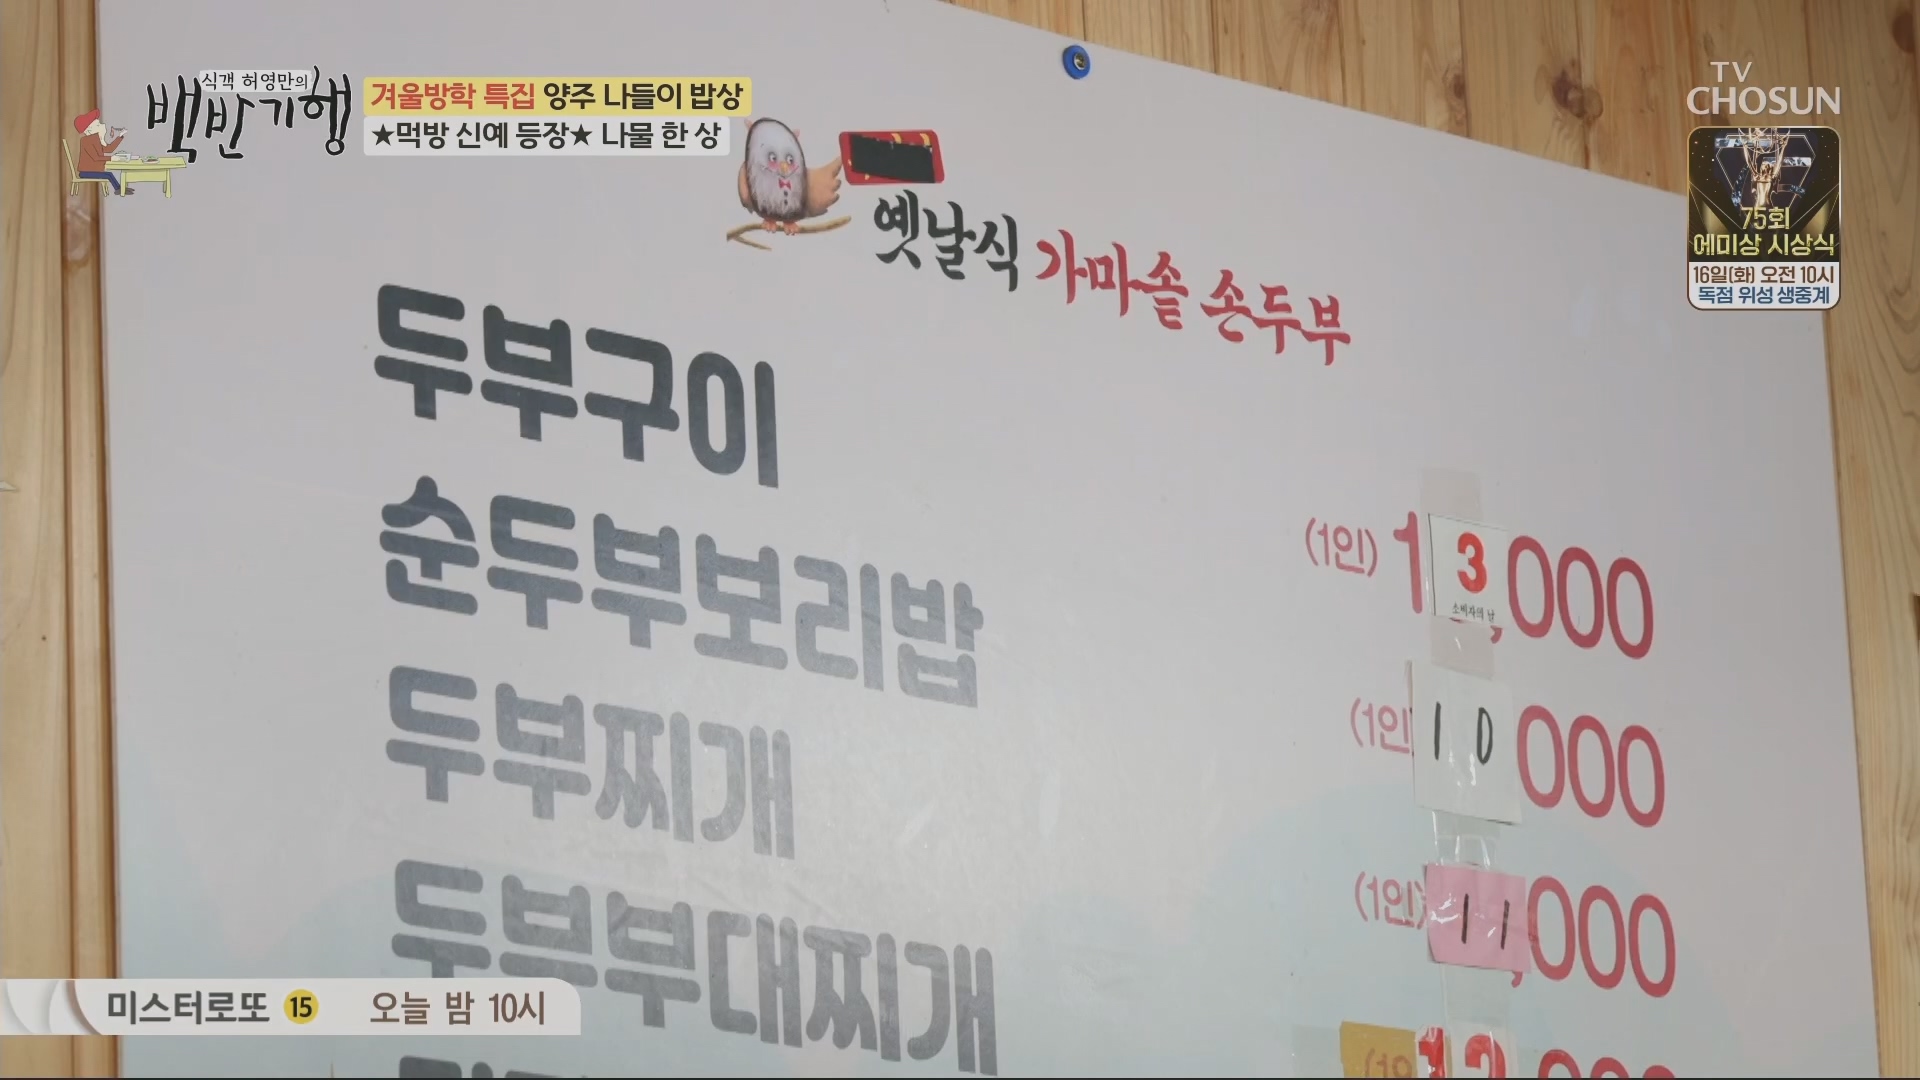 식객 허영만의
백반기행
겨울방학 특집 양주 나들이 밥상
★먹방 신예 등장★ 나물 한 상
TV
CHOSUN
75회
에미상 시상식
16일(화) 오전 10시
독점 위성 생중계
옛날식 가마솥 손두부
두부구이
(1인) 13,000
소비자의 날
순두부보리밥
(1인) 10 000
두부찌개
(1인) 11,000
두부부대찌개
미스터로또 15 오늘 밤 10시